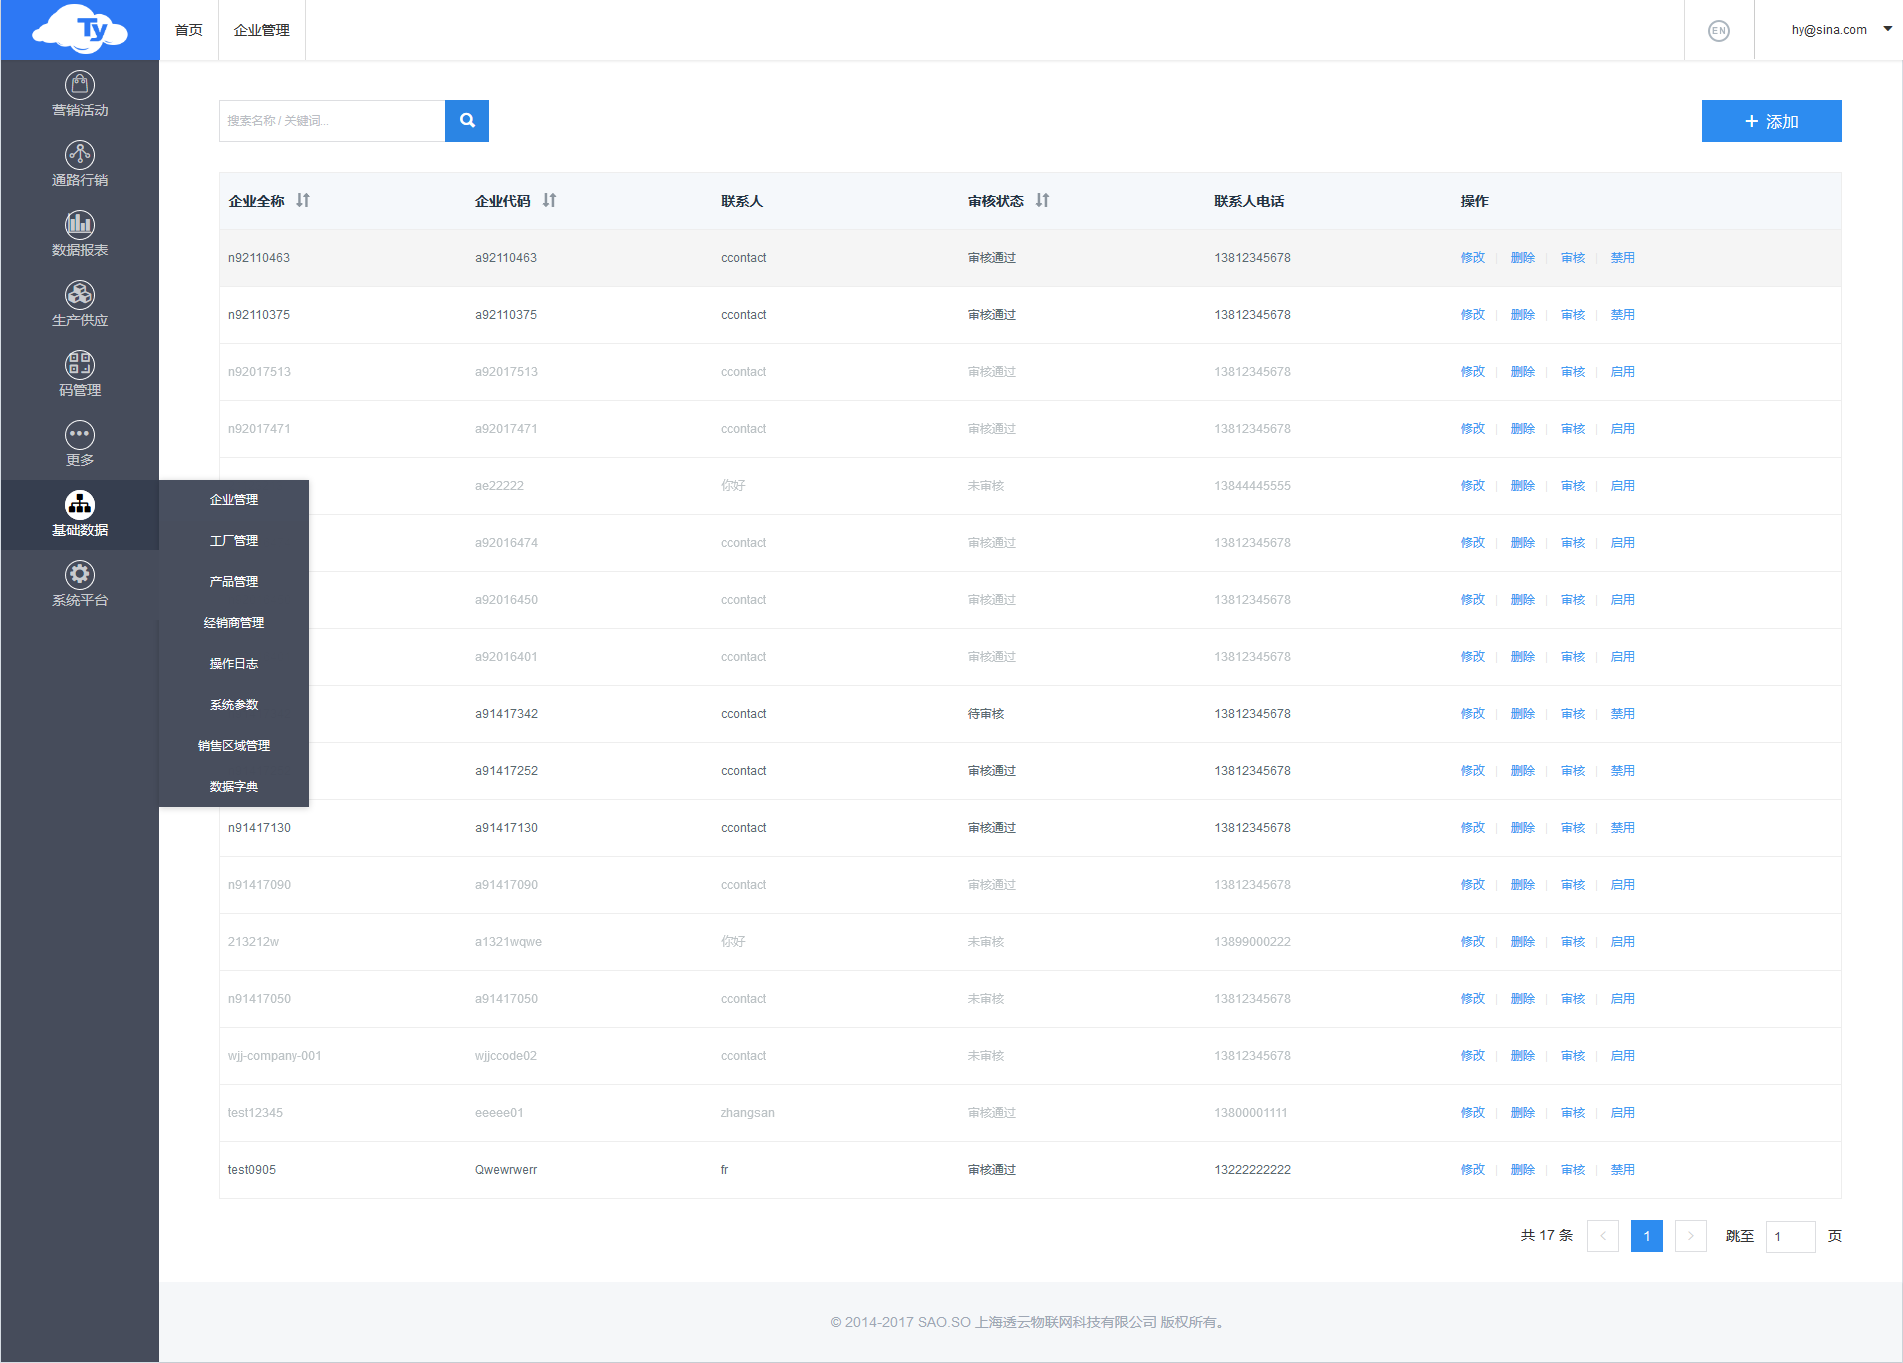 Ty 首页 企业管理 EN hy@sina.com
营销活动
通路行销
数据报表
生产供应
码管理
更多
基础数据
系统平台
企业管理
工厂管理
产品管理
经销商管理
操作日志
系统参数
销售区域管理
数据字典
搜索名称 / 关键词... 添加
企业全称 企业代码 联系人 审核状态 联系人电话 操作
n92110463 a92110463 ccontact 审核通过 13812345678 修改 删除 审核 禁用
n92110375 a92110375 ccontact 审核通过 13812345678 修改 删除 审核 禁用
n92017513 a92017513 ccontact 审核通过 13812345678 修改 删除 审核 启用
n92017471 a92017471 ccontact 审核通过 13812345678 修改 删除 审核 启用
ae22222 你好 未审核 13844445555 修改 删除 审核 启用
a92016474 ccontact 审核通过 13812345678 修改 删除 审核 启用
a92016450 ccontact 审核通过 13812345678 修改 删除 审核 启用
a92016401 ccontact 审核通过 13812345678 修改 删除 审核 启用
a91417342 ccontact 待审核 13812345678 修改 删除 审核 禁用
a91417252 ccontact 审核通过 13812345678 修改 删除 审核 禁用
n91417130 a91417130 ccontact 审核通过 13812345678 修改 删除 审核 禁用
n91417090 a91417090 ccontact 审核通过 13812345678 修改 删除 审核 启用
213212w a1321wqwe 你好 未审核 13899000222 修改 删除 审核 启用
n91417050 a91417050 ccontact 未审核 13812345678 修改 删除 审核 启用
wjj-company-001 wjjccode02 ccontact 未审核 13812345678 修改 删除 审核 启用
test12345 eeeee01 zhangsan 审核通过 13800001111 修改 删除 审核 启用
test0905 Qwewrwerr fr 审核通过 13222222222 修改 删除 审核 禁用
共 17 条 1 跳至 1 页
© 2014-2017 SAO.SO 上海透云物联网科技有限公司 版权所有。